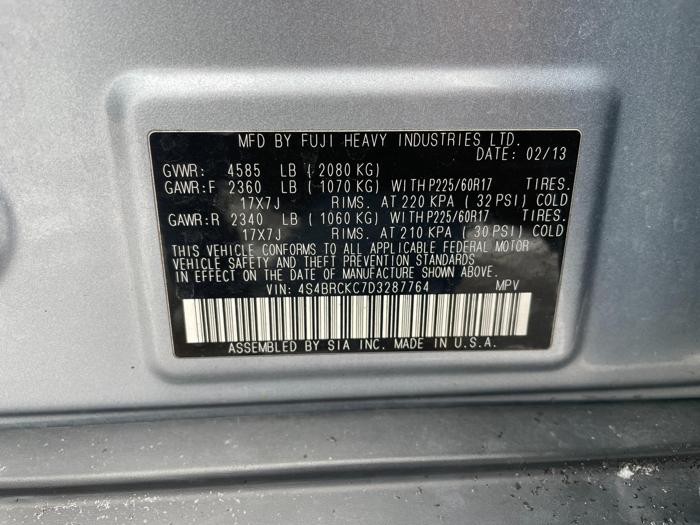 MFD BY FUJI HEAVY INDUSTRIES LTD.
DATE: 02/13
GVWR: 4585 LB ( 2080 KG)
GAWR:F 2360 LB ( 1070 KG) WITH P225/60R17 TIRES.
17X7J RIMS. AT 220 KPA ( 32 PSI) COLD
GAWR:R 2340 LB ( 1060 KG) WITH P225/60R17 TIRES.
17X7J RIMS. AT 210 KPA ( 30 PSI) COLD
THIS VEHICLE CONFORMS TO ALL APPLICABLE FEDERAL MOTOR
VEHICLE SAFETY AND THEFT PREVENTION STANDARDS
IN EFFECT ON THE DATE OF MANUFACTURE SHOWN ABOVE.
VIN: 4S4BRCKC7D3287764 MPV
ASSEMBLED BY SIA INC. MADE IN U.S.A.